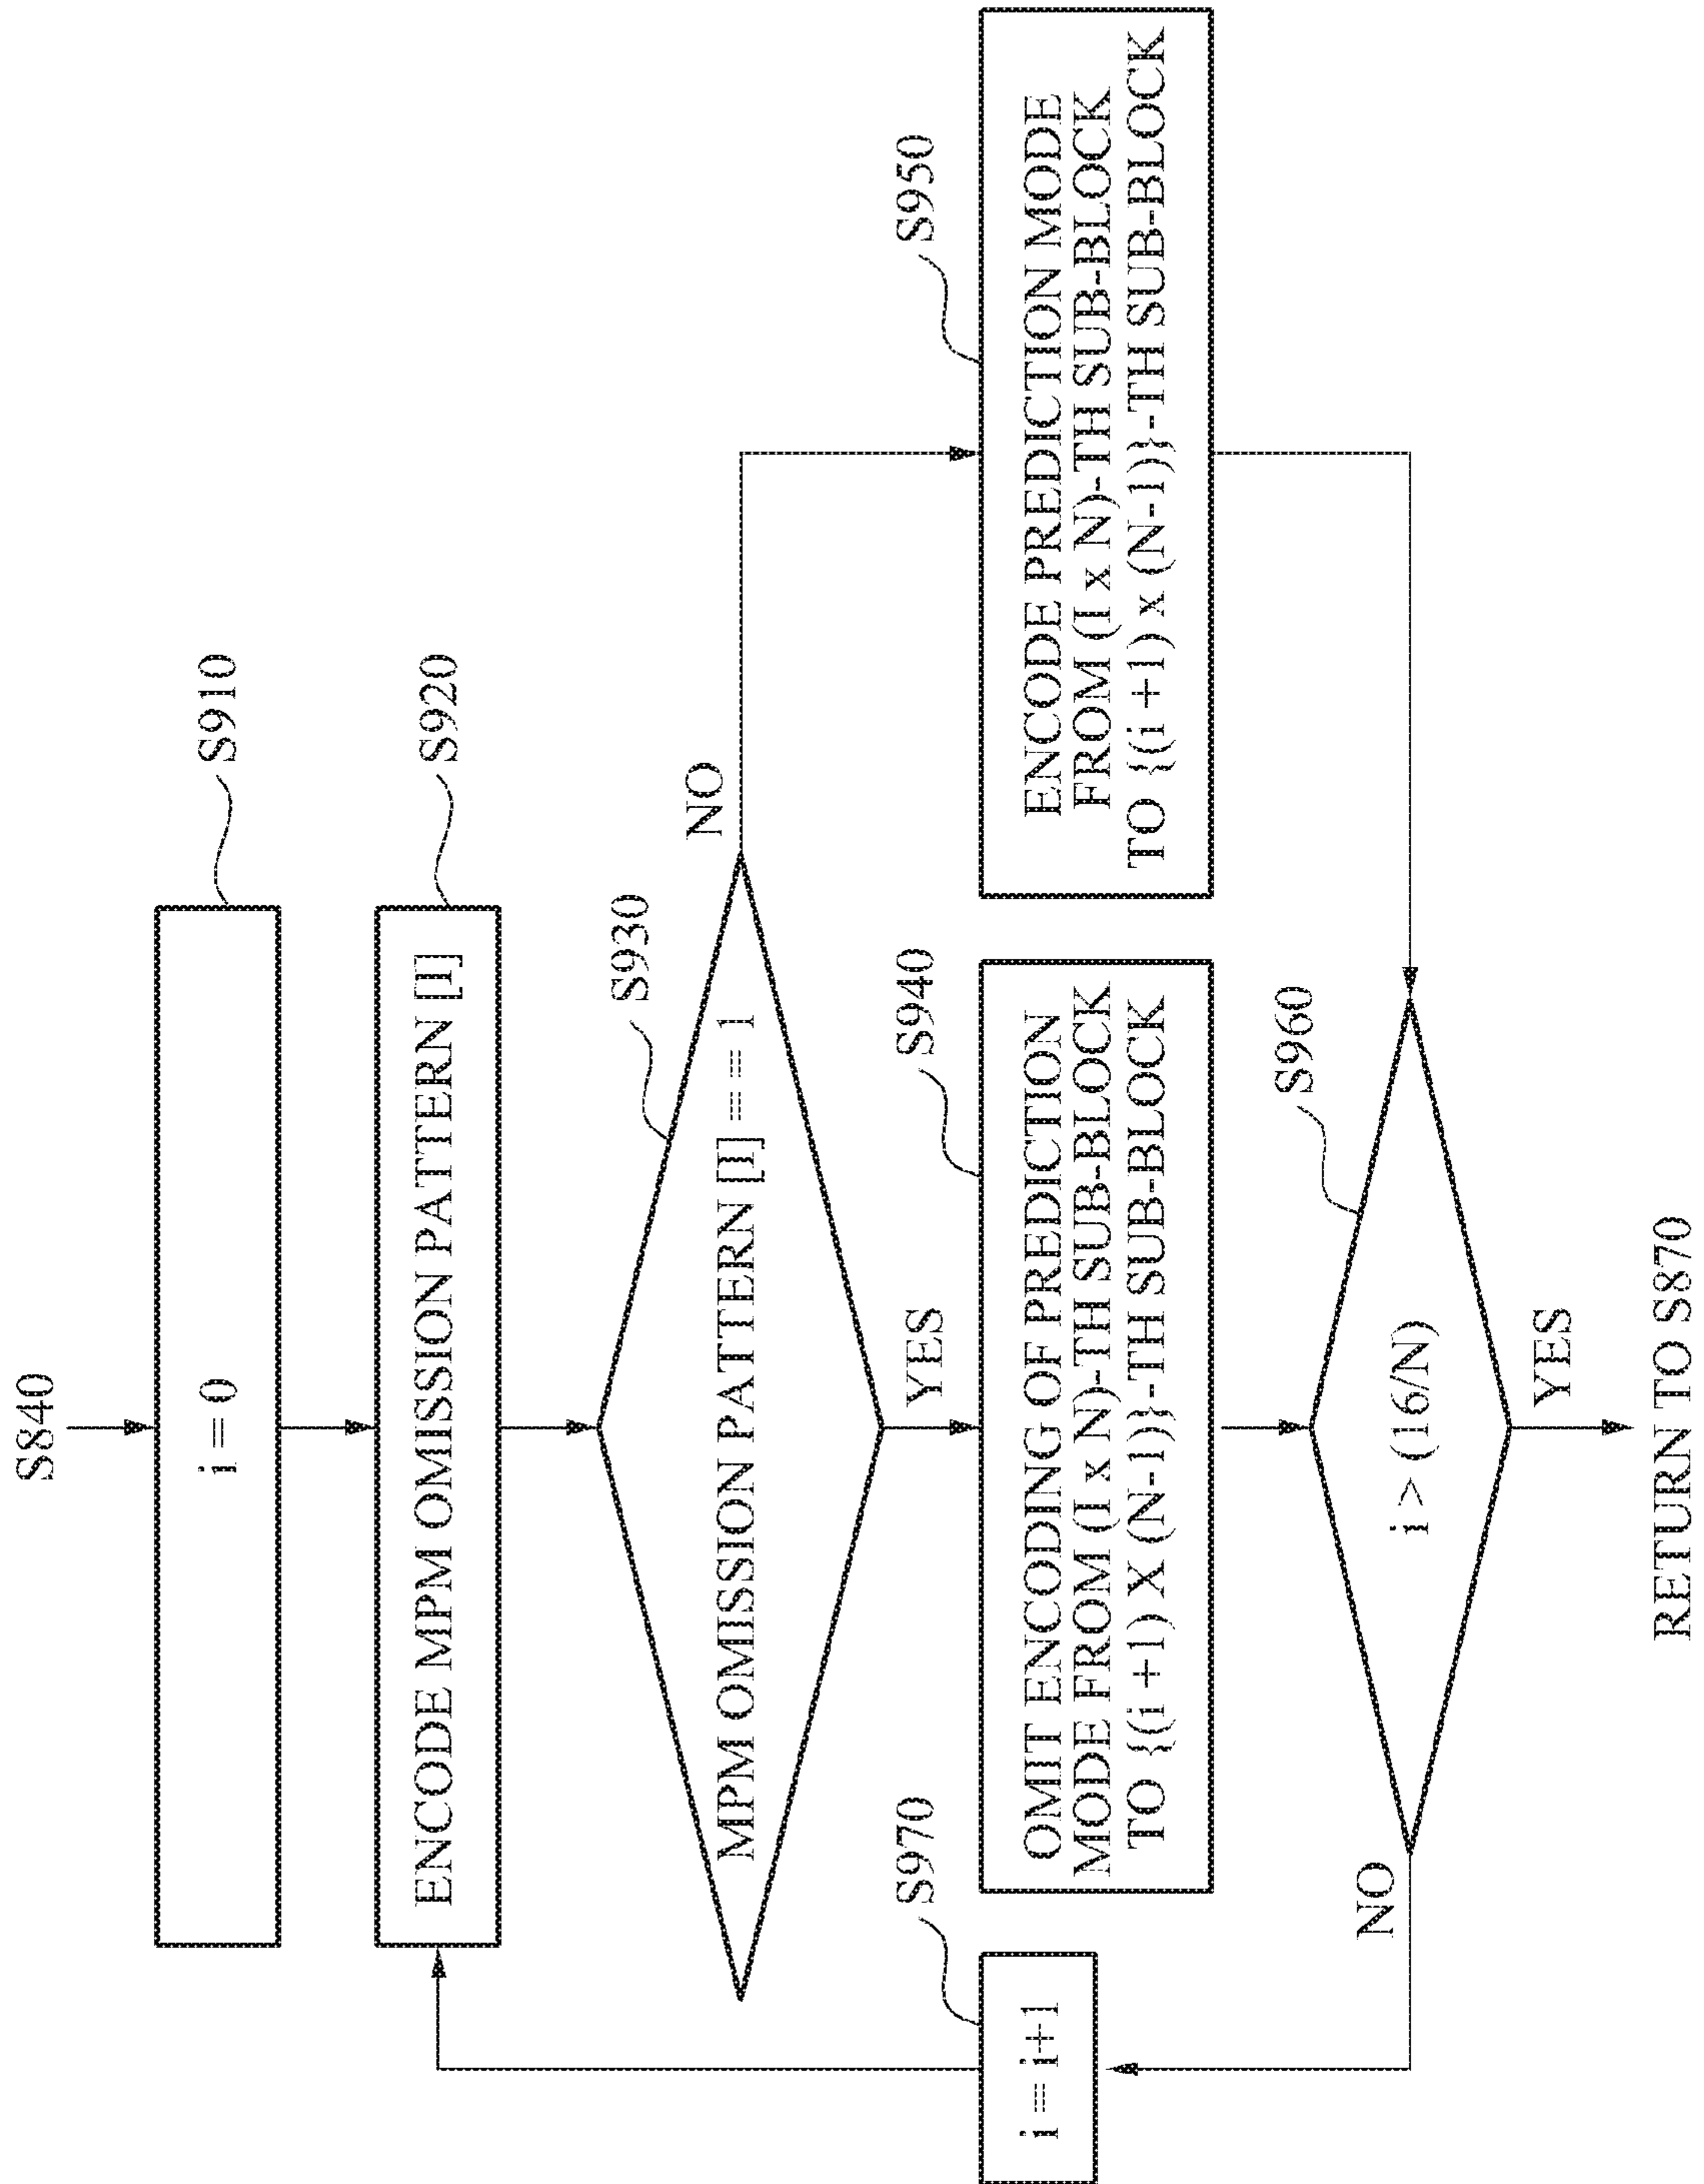 S840
i = 0
S910
ENCODE MPM OMISSION PATTERN [I]
S920
MPM OMISSION PATTERN [I] == 1
S930
NO
YES
OMIT ENCODING OF PREDICTION
MODE FROM (I x N)-TH SUB-BLOCK
TO {(i +1) X (N-1)}-TH SUB-BLOCK
S940
ENCODE PREDICTION MODE
FROM (I x N)-TH SUB-BLOCK
TO {(i +1) x (N-1)}-TH SUB-BLOCK
S950
i > (16/N)
S960
NO
YES
i = i+1
S970
RETURN TO S870